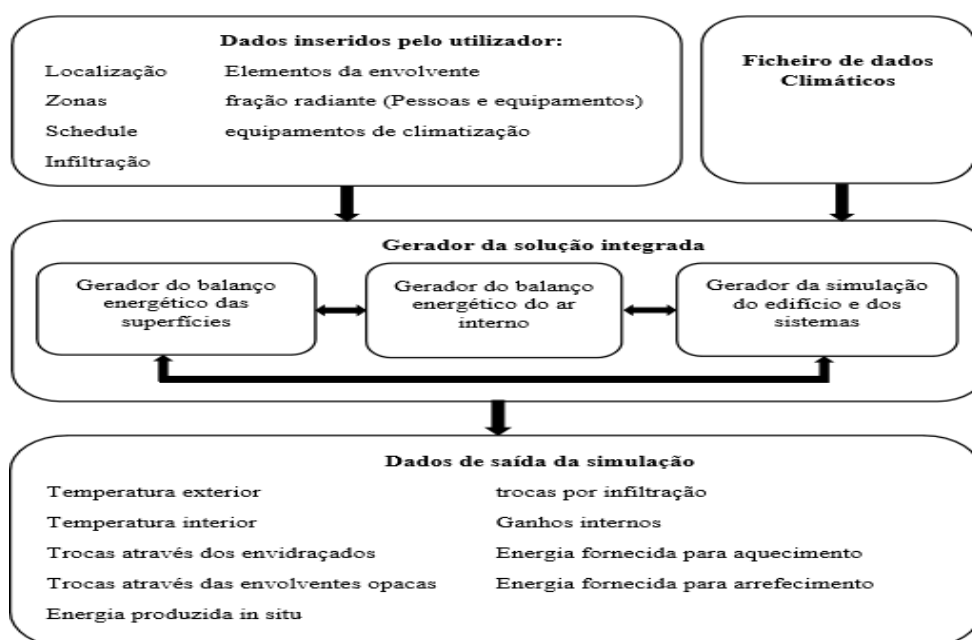 Dados inseridos pelo utilizador:
Localização Elementos da envolvente
Zonas fração radiante (Pessoas e equipamentos)
Schedule equipamentos de climatização
Infiltração
Ficheiro de dados
Climáticos
Gerador da solução integrada
Gerador do balanço
energético das
superfícies
Gerador do balanço
energético do ar
interno
Gerador da simulação
do edifício e dos
sistemas
Dados de saída da simulação
Temperatura exterior trocas por infiltração
Temperatura interior Ganhos internos
Trocas através dos envidraçados Energia fornecida para aquecimento
Trocas através das envolventes opacas Energia fornecida para arrefecimento
Energia produzida in situ